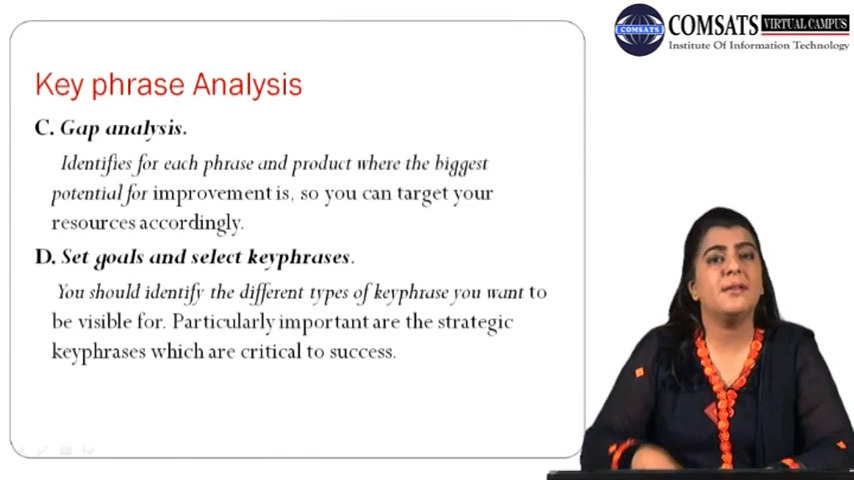 COMSATS
COMSATS VIRTUAL CAMPUS
Institute Of Information Technology
Key phrase Analysis
C. Gap analysis.
Identifies for each phrase and product where the biggest
potential for improvement is, so you can target your
resources accordingly.
D. Set goals and select keyphrases.
You should identify the different types of keyphrase you want to
be visible for. Particularly important are the strategic
keyphrases which are critical to success.